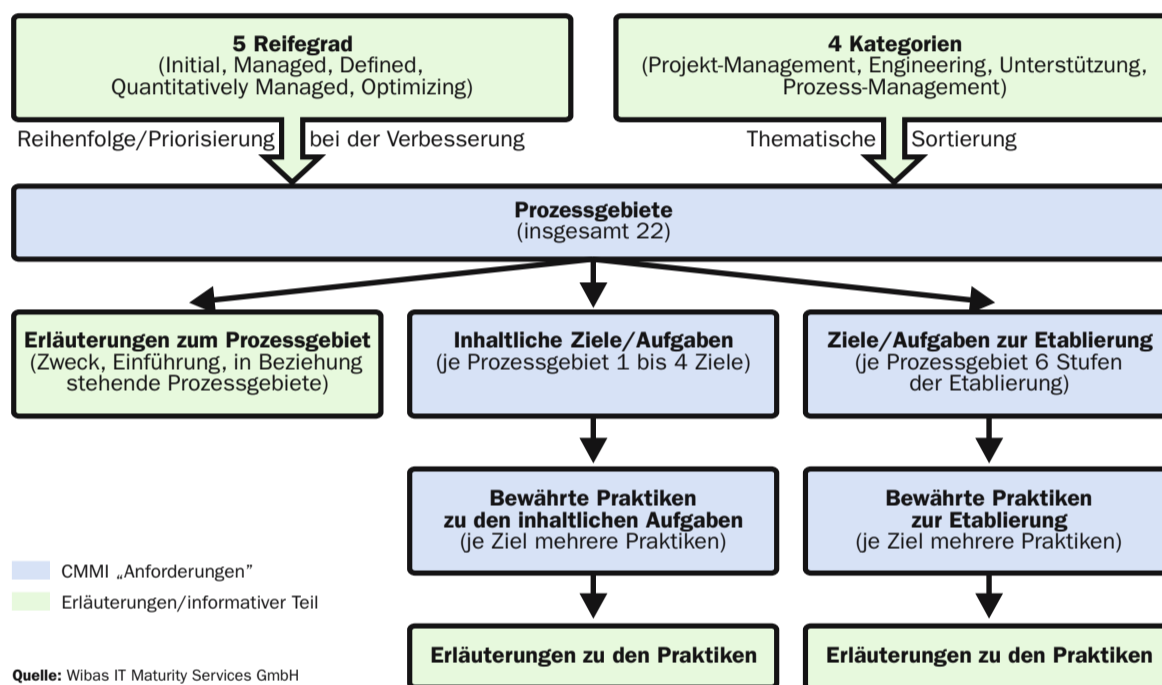 5 Reifegrad
(Initial, Managed, Defined,
Quantitatively Managed, Optimizing)
4 Kategorien
(Projekt-Management, Engineering, Unterstützung,
Prozess-Management)
Reihenfolge/Priorisierung bei der Verbesserung
Thematische Sortierung
Prozessgebiete
(insgesamt 22)
Erläuterungen zum Prozessgebiet
(Zweck, Einführung, in Beziehung
stehende Prozessgebiete)
Inhaltliche Ziele/Aufgaben
(je Prozessgebiet 1 bis 4 Ziele)
Ziele/Aufgaben zur Etablierung
(je Prozessgebiet 6 Stufen
der Etablierung)
Bewährte Praktiken
zu den inhaltlichen Aufgaben
(je Ziel mehrere Praktiken)
Bewährte Praktiken
zur Etablierung
(je Ziel mehrere Praktiken)
CMMI „Anforderungen”
Erläuterungen/informativer Teil
Erläuterungen zu den Praktiken
Erläuterungen zu den Praktiken
Quelle: Wibas IT Maturity Services GmbH